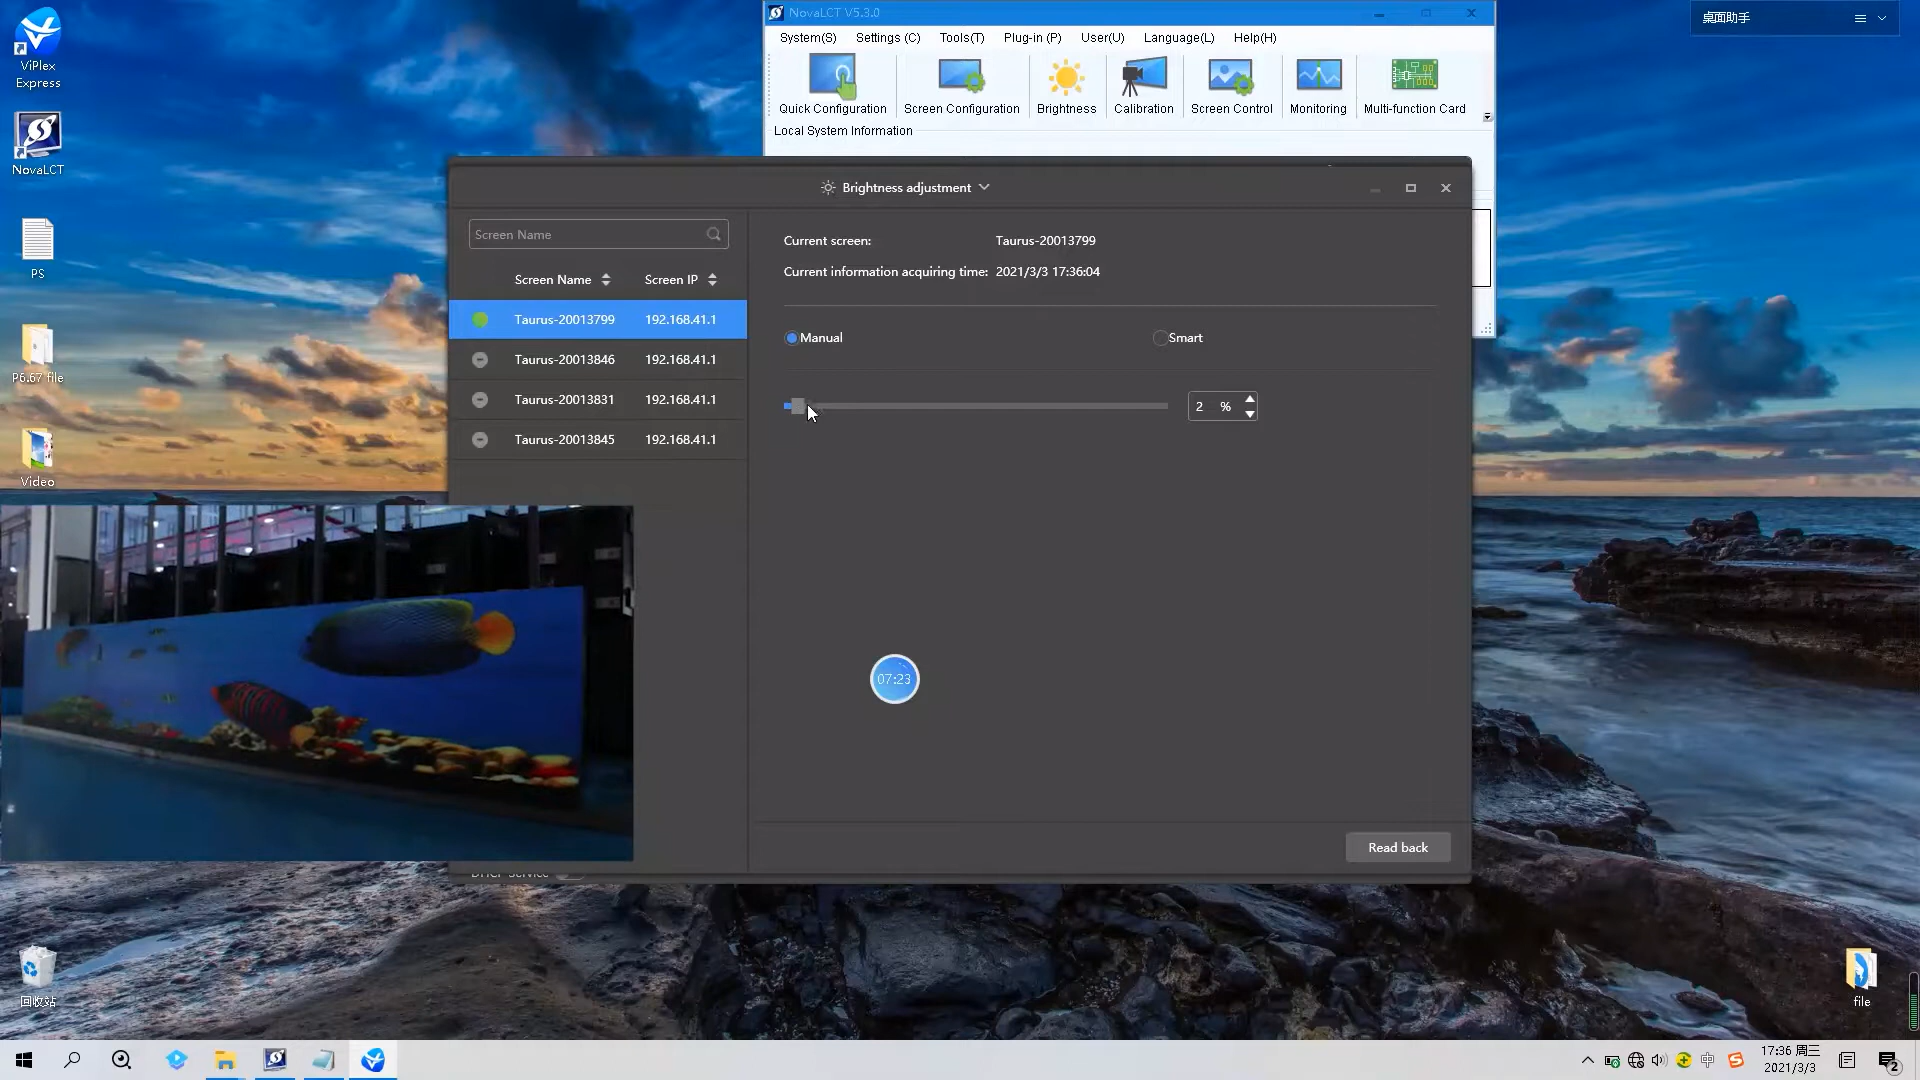 ViPlex
Express
NovaLCT
PS
P6.67 file
Video
回收站
NovaLCT V5.3.0
System(S) Settings (C) Tools(T) Plug-in (P) User(U) Language(L) Help(H)
Quick Configuration Screen Configuration Brightness Calibration Screen Control Monitoring Multi-function Card
Local System Information
桌面助手
Brightness adjustment
Screen Name
Screen Name Screen IP
Taurus-20013799 192.168.41.1
Taurus-20013846 192.168.41.1
Taurus-20013831 192.168.41.1
Taurus-20013845 192.168.41.1
Current screen: Taurus-20013799
Current information acquiring time: 2021/3/3 17:36:04
Manual Smart
2 %
07:23
Read back
DHCP Service
file
中
17:36 周三
2021/3/3
2